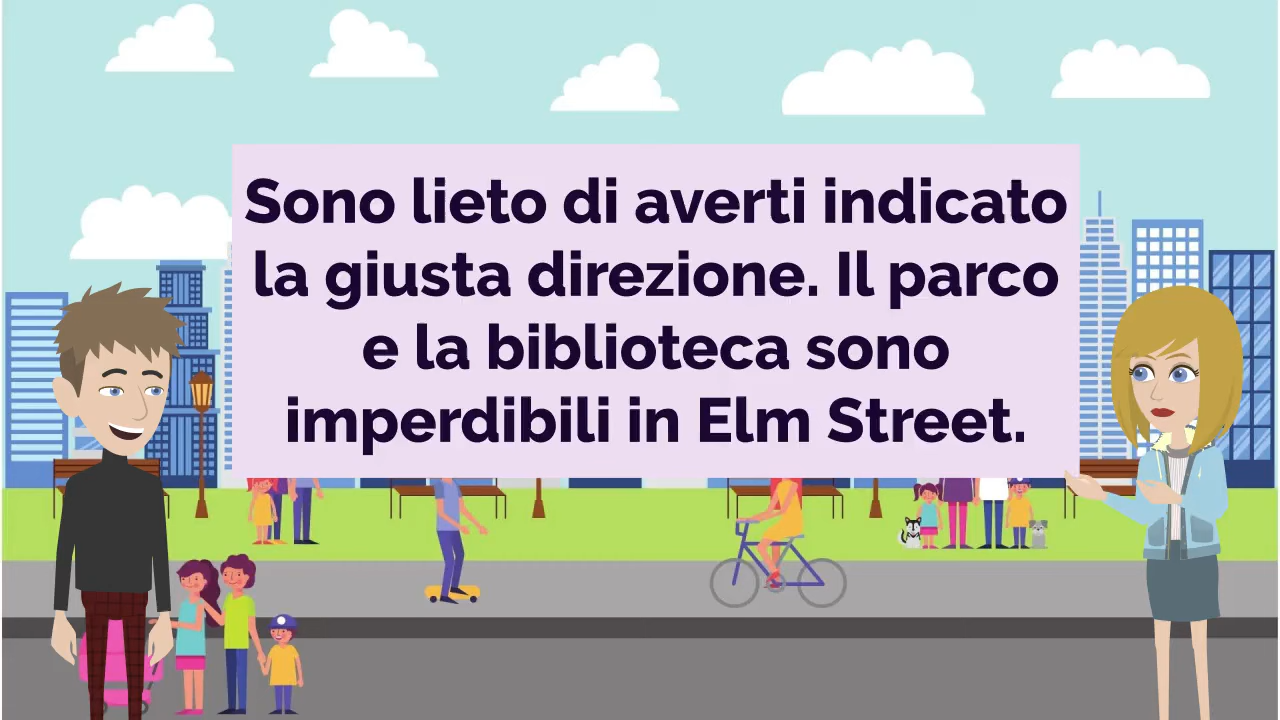 Sono lieto di averti indicato
la giusta direzione. Il parco
e la biblioteca sono
imperdibili in Elm Street.